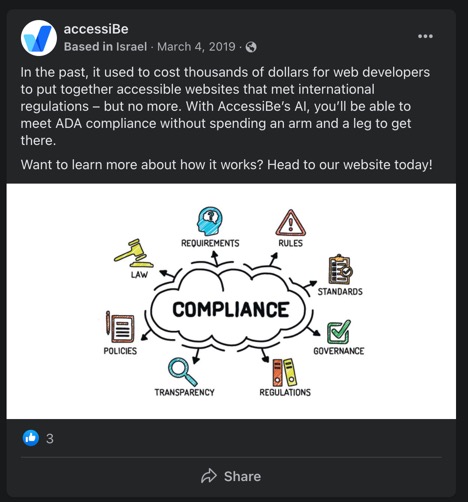 accessiBe
Based in Israel · March 4, 2019 ·
In the past, it used to cost thousands of dollars for web developers
to put together accessible websites that met international
regulations – but no more. With AccessiBe's AI, you'll be able to
meet ADA compliance without spending an arm and a leg to get
there.
Want to learn more about how it works? Head to our website today!
REQUIREMENTS
RULES
LAW
STANDARDS
COMPLIANCE
POLICIES
GOVERNANCE
TRANSPARENCY
REGULATIONS
3
Share